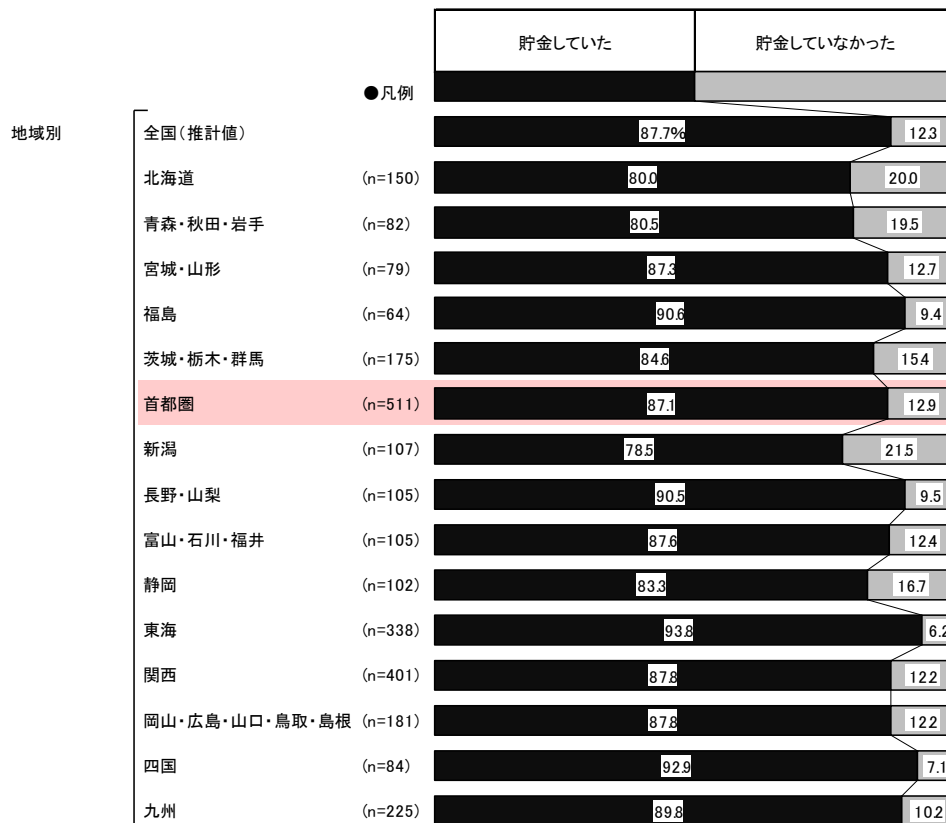 貯金していた 貯金していなかった
●凡例
地域別 全国(推計値) 87.7% 12.3
北海道 (n=150) 80.0 20.0
青森・秋田・岩手 (n=82) 80.5 19.5
宮城・山形 (n=79) 87.3 12.7
福島 (n=64) 90.6 9.4
茨城・栃木・群馬 (n=175) 84.6 15.4
首都圏 (n=511) 87.1 12.9
新潟 (n=107) 78.5 21.5
長野・山梨 (n=105) 90.5 9.5
富山・石川・福井 (n=105) 87.6 12.4
静岡 (n=102) 83.3 16.7
東海 (n=338) 93.8 6.2
関西 (n=401) 87.8 12.2
岡山・広島・山口・鳥取・島根 (n=181) 87.8 12.2
四国 (n=84) 92.9 7.1
九州 (n=225) 89.8 10.2